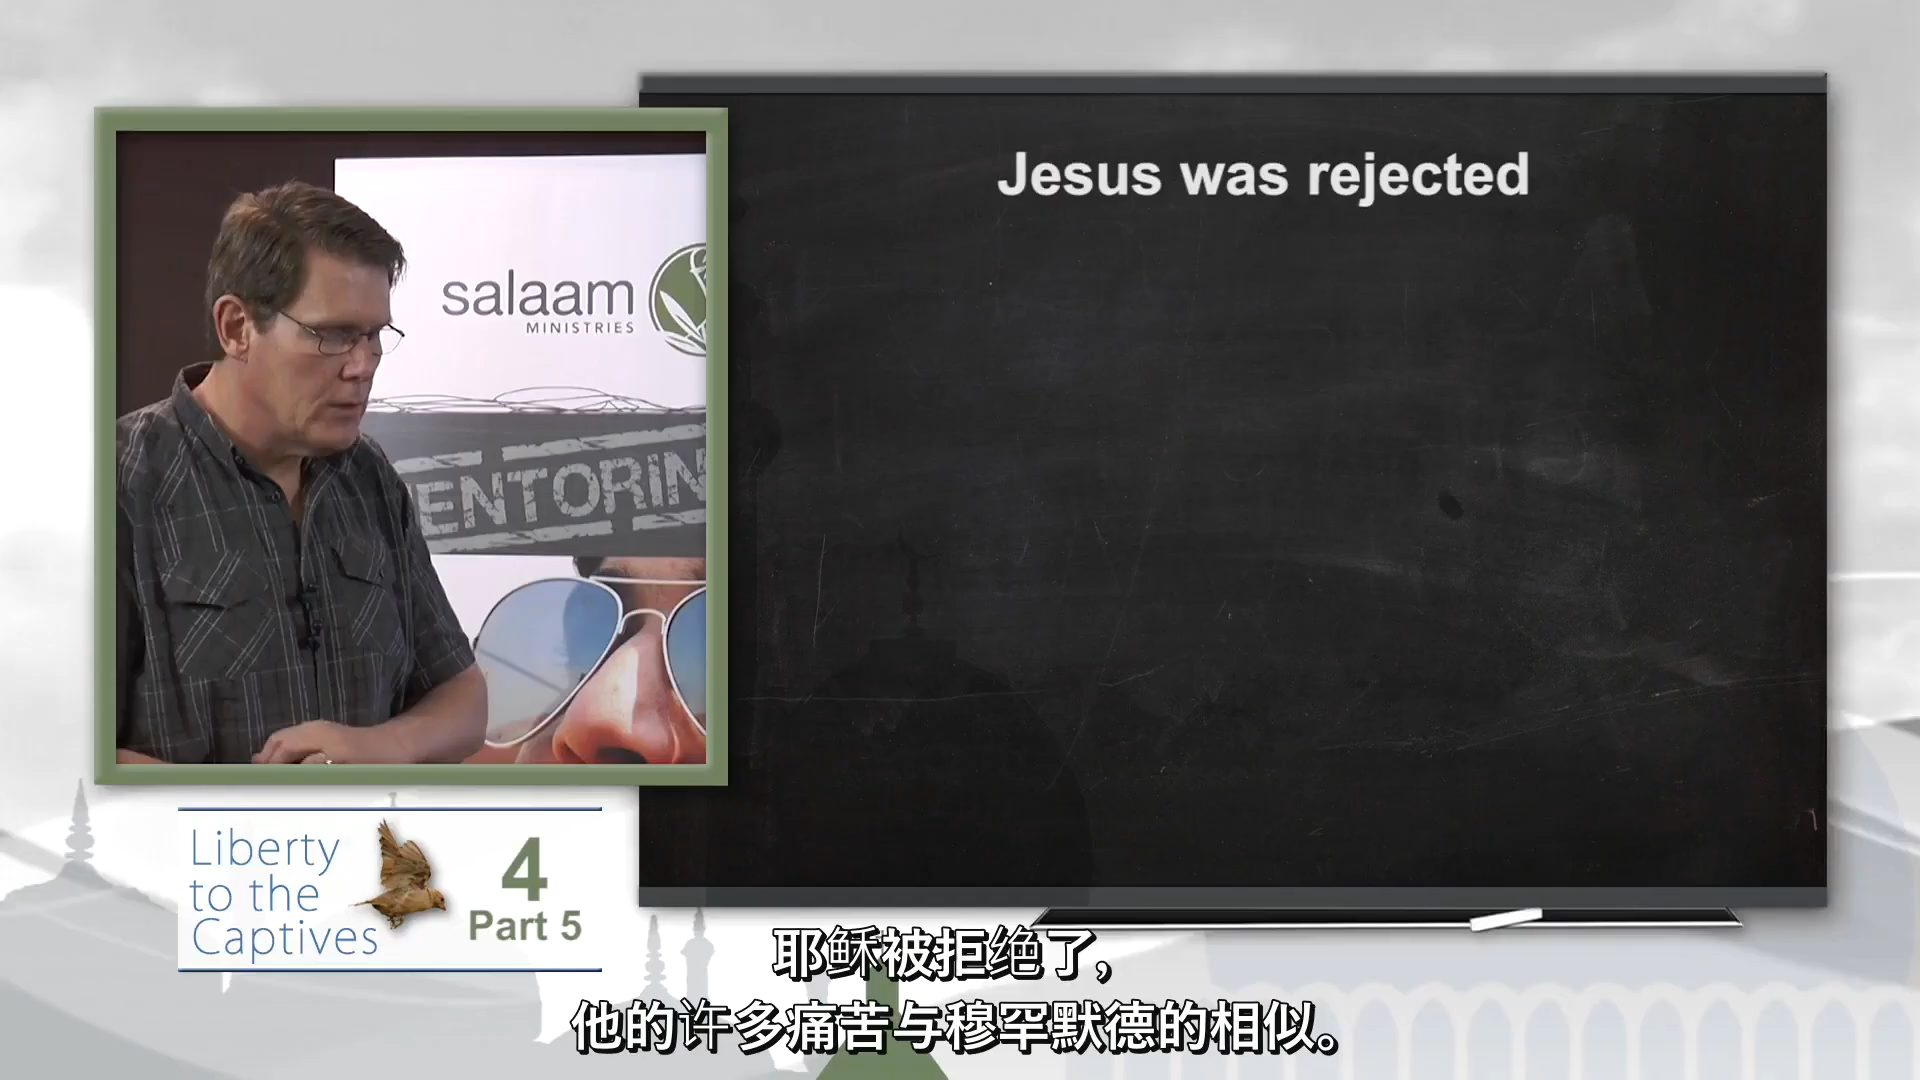 Jesus was rejected
salaam
MINISTRIES
ENTORIN
Liberty
to the
Captives
4
Part 5
耶稣被拒绝了,
他的许多痛苦与穆罕默德的相似。